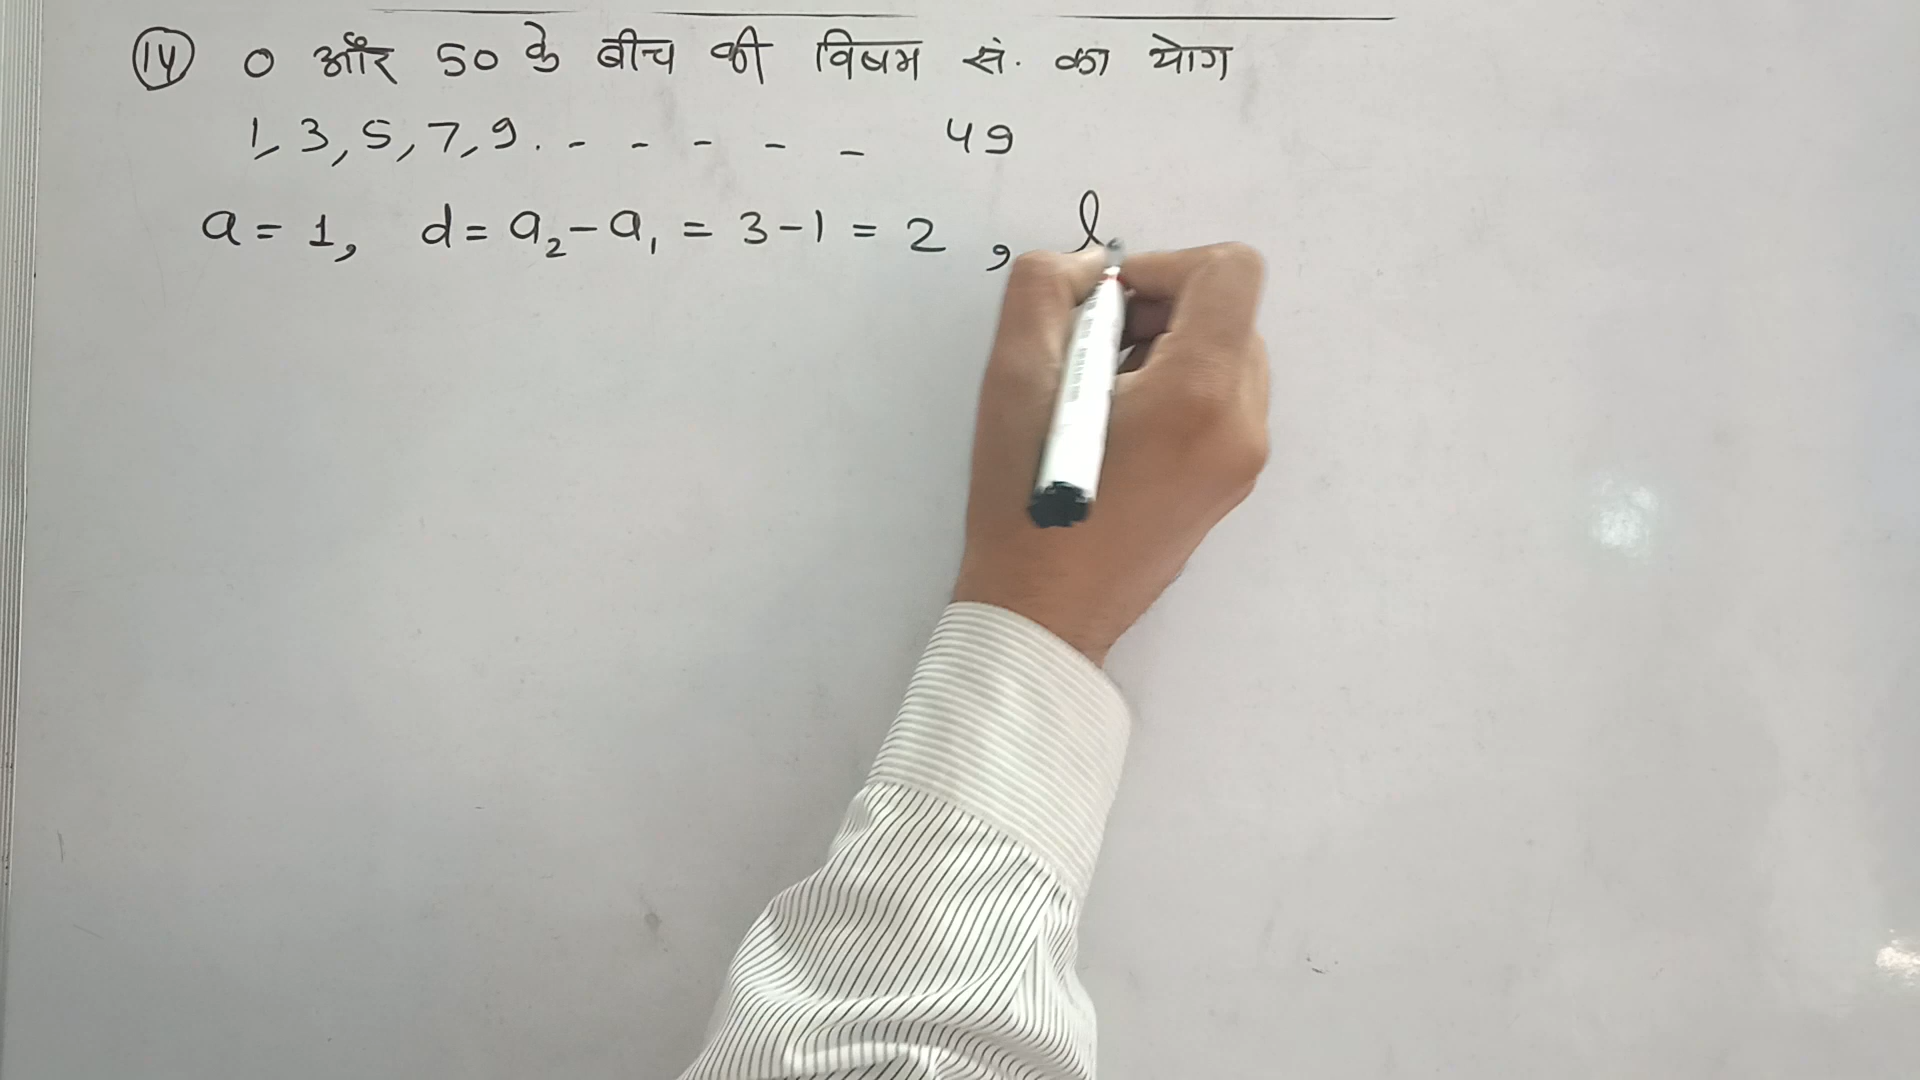 (14) 0 और 50 के बीच की विषम सं. का योग
1, 3, 5, 7, 9. - - - - - 49
a = 1, d = a₂ - a₁ = 3 - 1 = 2 , l